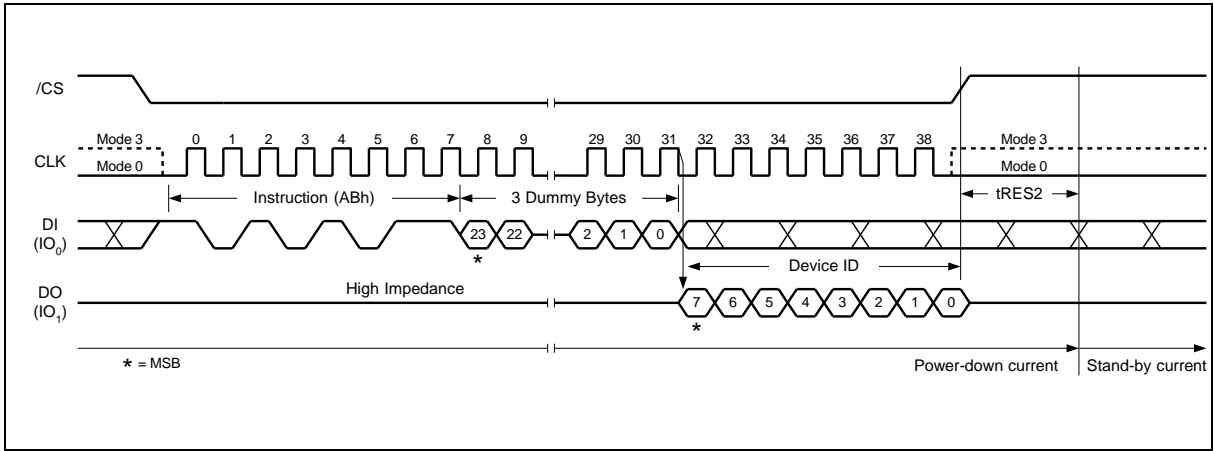 /CS
Mode 3 0 1 2 3 4 5 6 7 8 9 29 30 31 32 33 34 35 36 37 38 Mode 3
CLK
Mode 0 Mode 0
Instruction (ABh) 3 Dummy Bytes tRES2
DI
(IO0)
23 22 2 1 0
*
Device ID
High Impedance
DO
(IO1)
7 6 5 4 3 2 1 0
*
* = MSB
Power-down current Stand-by current